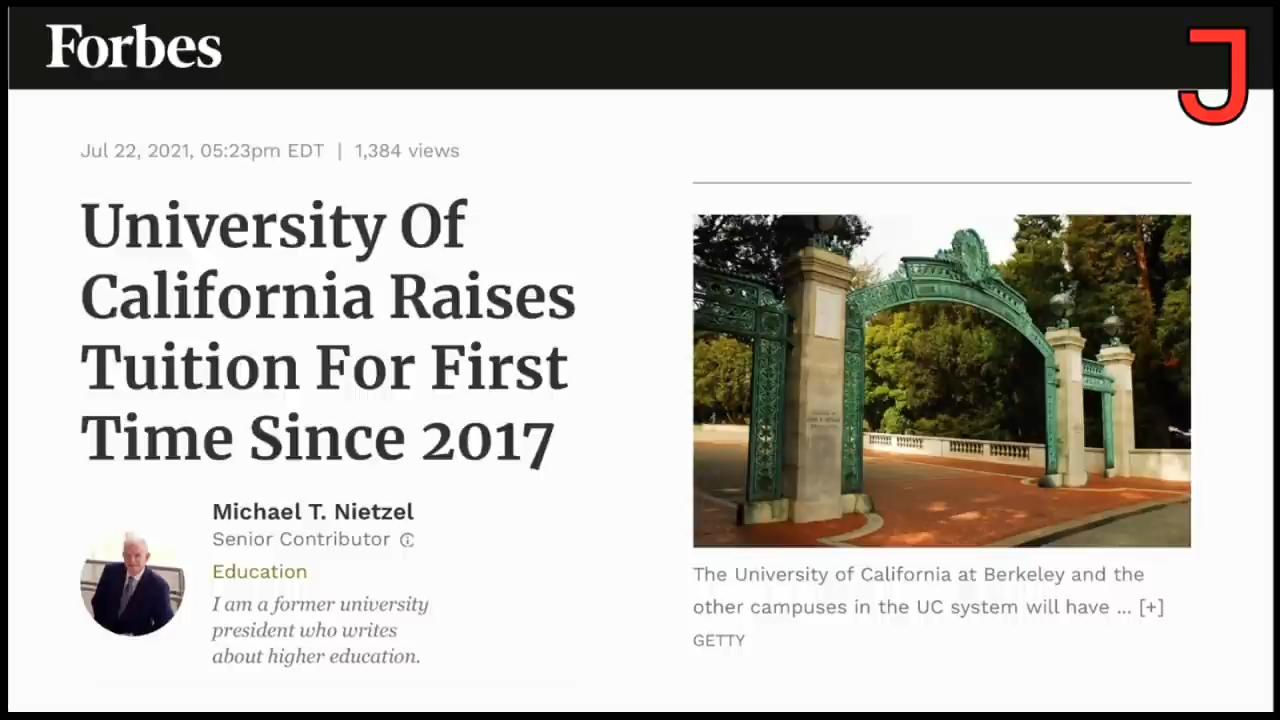 Forbes
J
Jul 22, 2021, 05:23pm EDT | 1,384 views
University Of
California Raises
Tuition For First
Time Since 2017
Michael T. Nietzel
Senior Contributor
Education
I am a former university
president who writes
about higher education.
The University of California at Berkeley and the
other campuses in the UC system will have ... [+]
GETTY